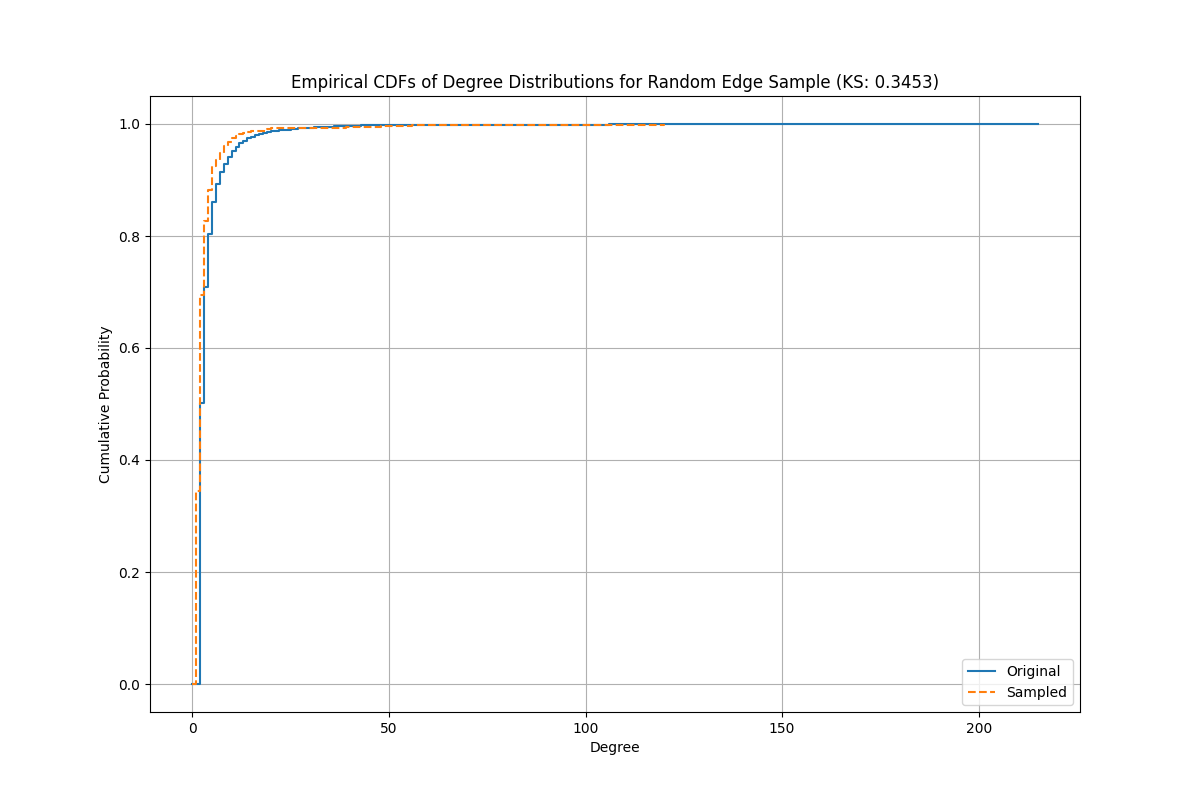 Empirical CDFs of Degree Distributions for Random Edge Sample (KS: 0.3453)
1.0
0.8
0.6
0.4
0.2
0.0
Cumulative Probability
0 50 100 150 200
Degree
Original
Sampled